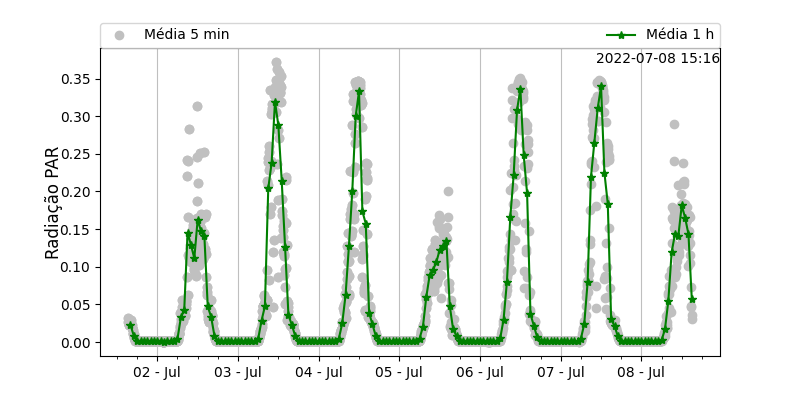 Média 5 min
Média 1 h
2022-07-08 15:16
Radiação PAR
0.35
0.30
0.25
0.20
0.15
0.10
0.05
0.00
02 - Jul
03 - Jul
04 - Jul
05 - Jul
06 - Jul
07 - Jul
08 - Jul